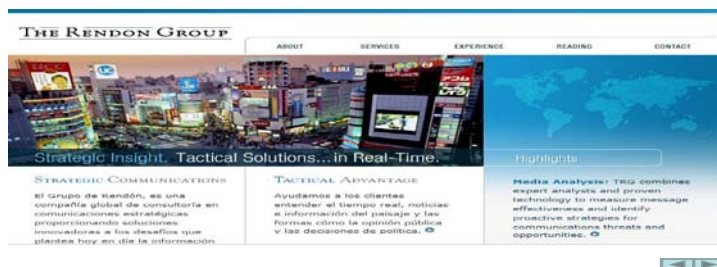 THE RENDON GROUP
ABOUT SERVICES EXPERIENCE READING CONTACT
Strategic Insight. Tactical Solutions... in Real-Time.
Highlights
STRATEGIC COMMUNICATIONS
El Grupo de Rendón, es una
compañía global de consultoría en
comunicaciones estratégicas
proporcionando soluciones
innovadoras a los desafíos que
plantea hoy en día la información
TACTICAL ADVANTAGE
Ayudamos a los clientes
entender el tiempo real, noticias
e información del paisaje y las
formas cómo la opinión pública
y las decisiones de política.
Media Analysis: TRG combines
expert analysts and proven
technology to measure message
effectiveness and identify
proactive strategies for
communications threats and
opportunities.